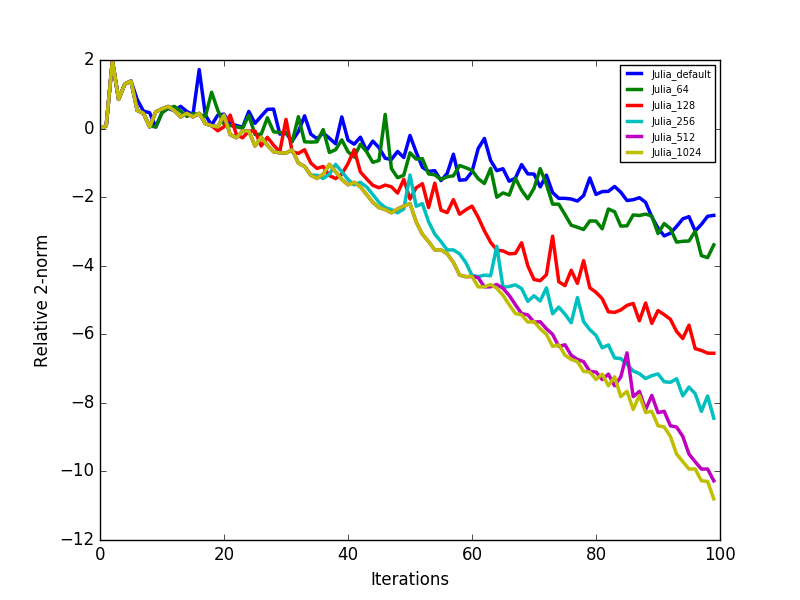 2
0
−2
−4
−6
−8
−10
−12
0
20
40
60
80
100
Relative 2-norm
Iterations
Julia_default
Julia_64
Julia_128
Julia_256
Julia_512
Julia_1024